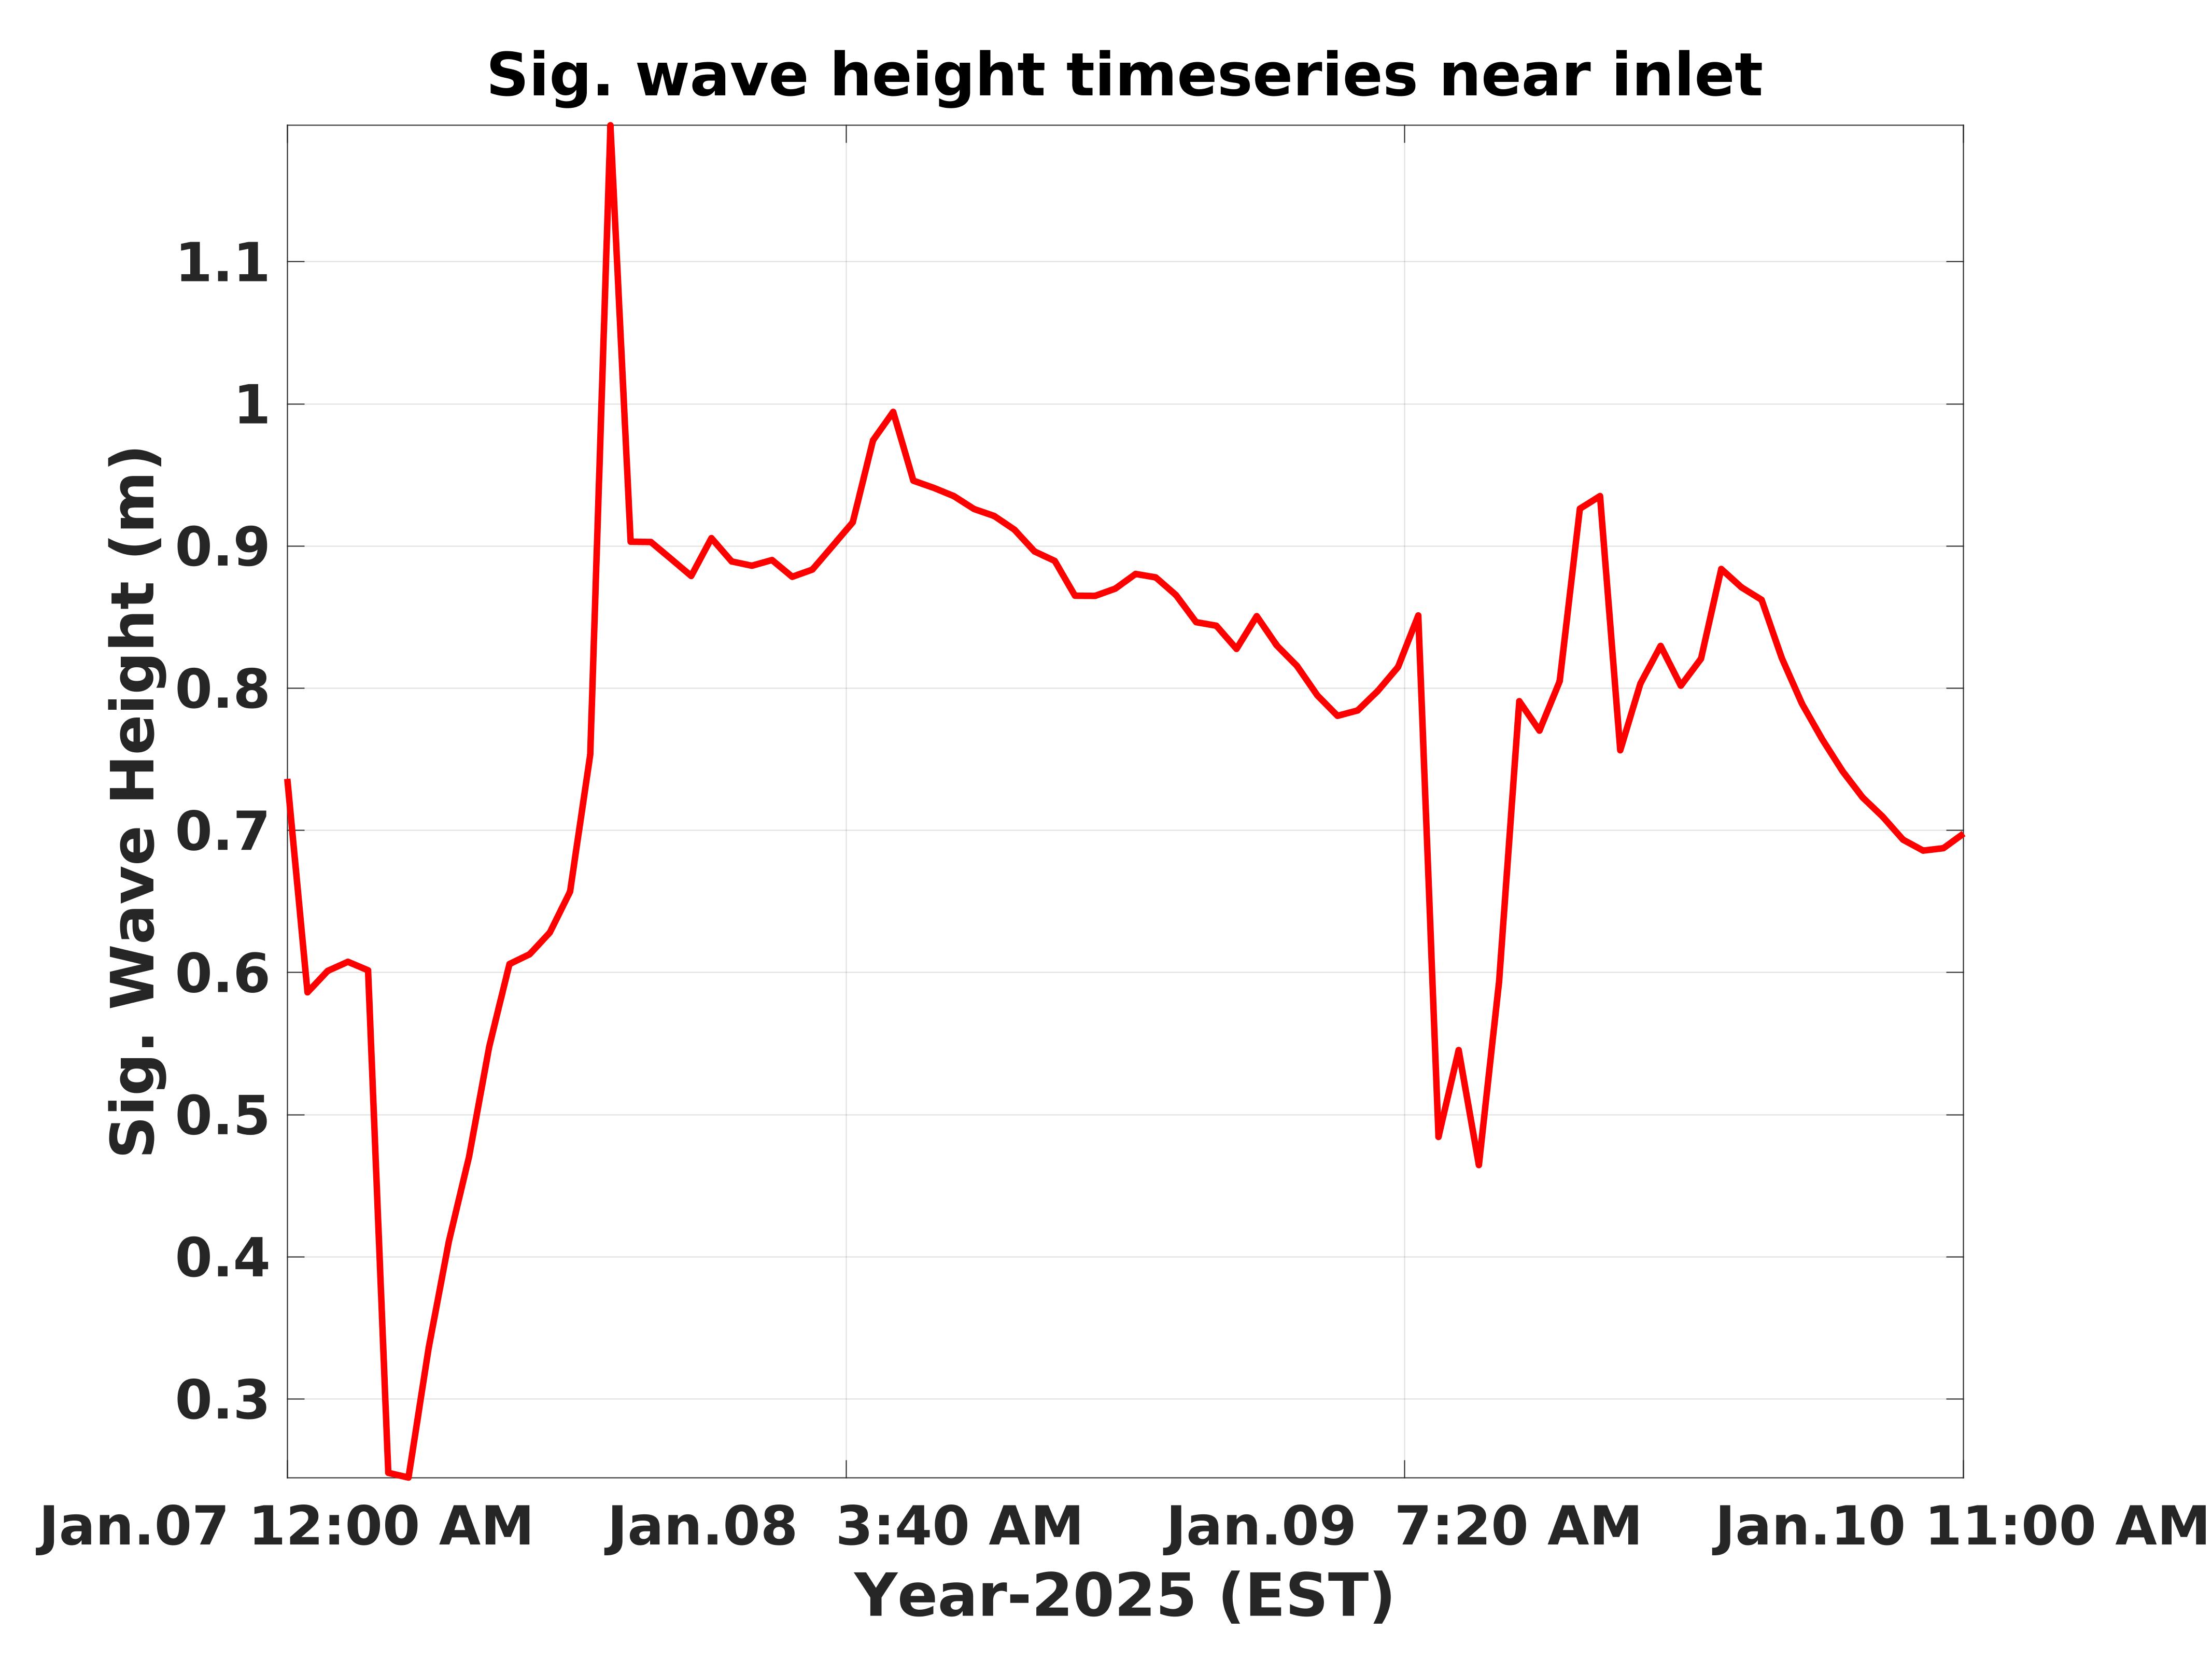 Sig. wave height timeseries near inlet
Sig. Wave Height (m)
1.1
1
0.9
0.8
0.7
0.6
0.5
0.4
0.3
Jan.07 12:00 AM Jan.08 3:40 AM Jan.09 7:20 AM Jan.10 11:00 AM
Year-2025 (EST)